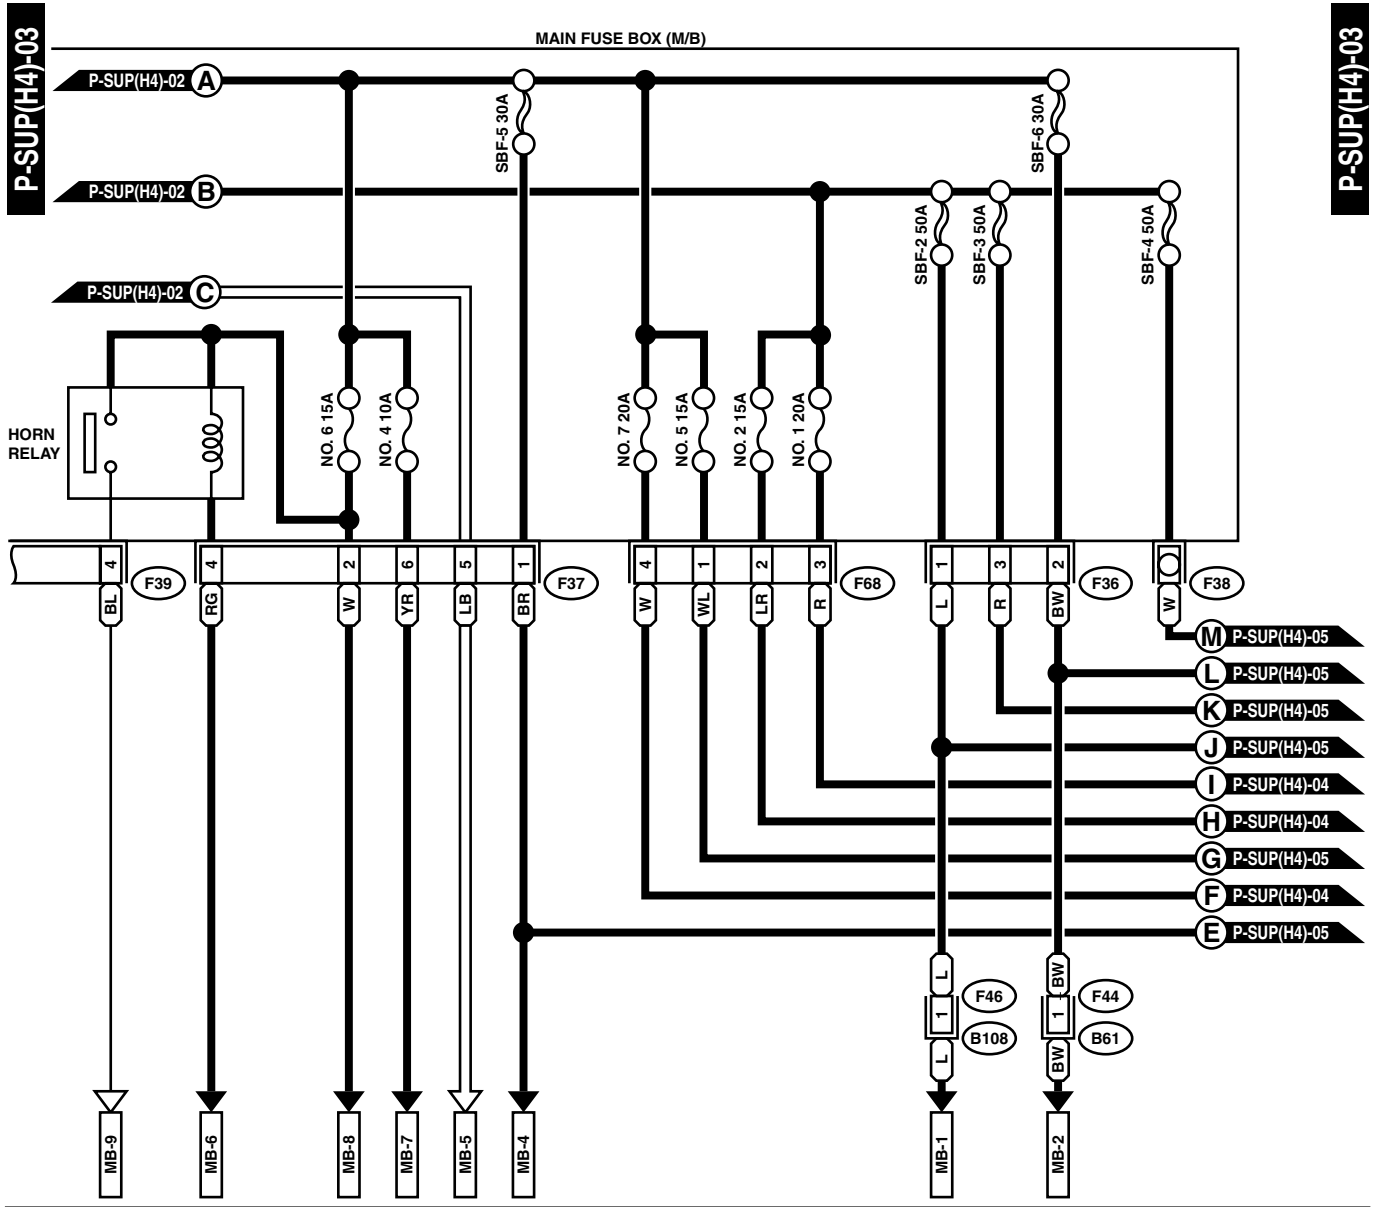 P-SUP(H4)-03
P-SUP(H4)-03
MAIN FUSE BOX (M/B)
P-SUP(H4)-02 A
SBF-5 30A
SBF-6 30A
P-SUP(H4)-02 B
SBF-2 50A
SBF-3 50A
SBF-4 50A
P-SUP(H4)-02 C
HORN
RELAY
NO. 6 15A
NO. 4 10A
NO. 7 20A
NO. 5 15A
NO. 2 15A
NO. 1 20A
4 F39
4 2 6 5 1 F37
4 1 2 3 F68
1 3 2 F36
F38
BL RG W YR LB BR W WL LR R L R BW W
M P-SUP(H4)-05
L P-SUP(H4)-05
K P-SUP(H4)-05
J P-SUP(H4)-05
I P-SUP(H4)-04
H P-SUP(H4)-04
G P-SUP(H4)-05
F P-SUP(H4)-04
E P-SUP(H4)-05
L BW
1 F46
1 F44
B108
B61
L BW
MB-9 MB-6 MB-8 MB-7 MB-5 MB-4 MB-1 MB-2